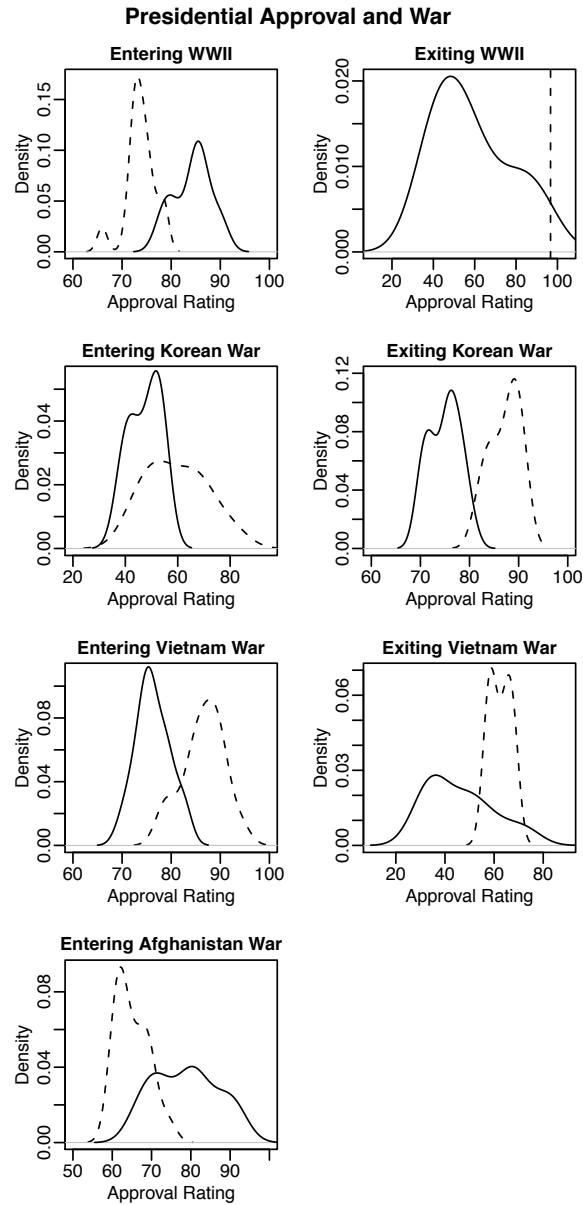 Presidential Approval and War
Entering WWII
Density
0.00 0.05 0.10 0.15
60 70 80 90 100
Approval Rating
Exiting WWII
Density
0.000 0.010 0.020
20 40 60 80 100
Approval Rating
Entering Korean War
Density
0.00 0.02 0.04
20 40 60 80
Approval Rating
Exiting Korean War
Density
0.00 0.04 0.08 0.12
60 70 80 90 100
Approval Rating
Entering Vietnam War
Density
0.00 0.04 0.08
60 70 80 90 100
Approval Rating
Exiting Vietnam War
Density
0.00 0.03 0.06
20 40 60 80
Approval Rating
Entering Afghanistan War
Density
0.00 0.04 0.08
50 60 70 80 90
Approval Rating